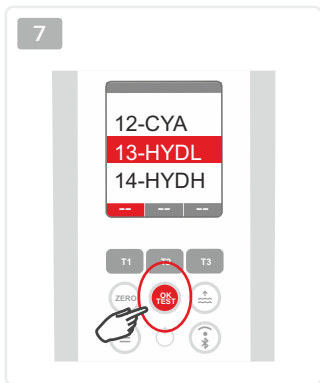 7
12-CYA
13-HYDL
14-HYDH
-- -- --
T1 T2 T3
ZERO OK
TEST